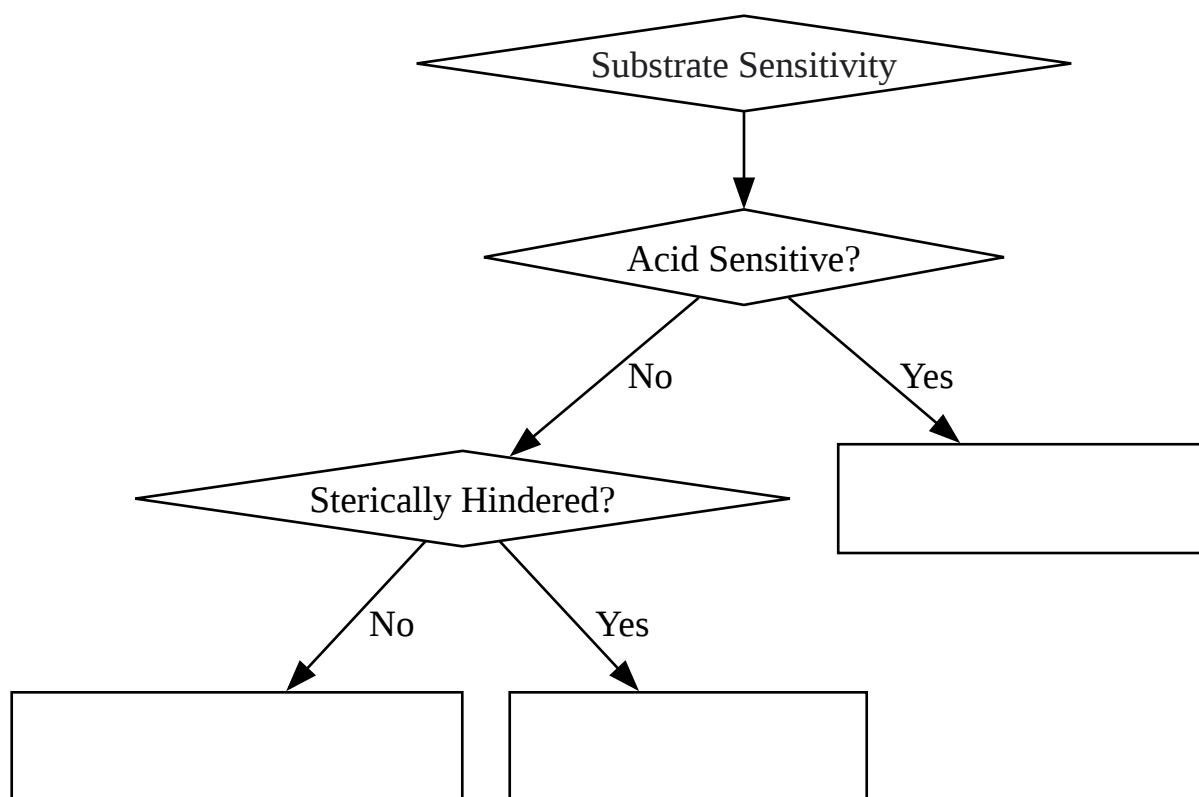 Substrate Sensitivity
Acid Sensitive?
No
Yes
Sterically Hindered?
No
Yes